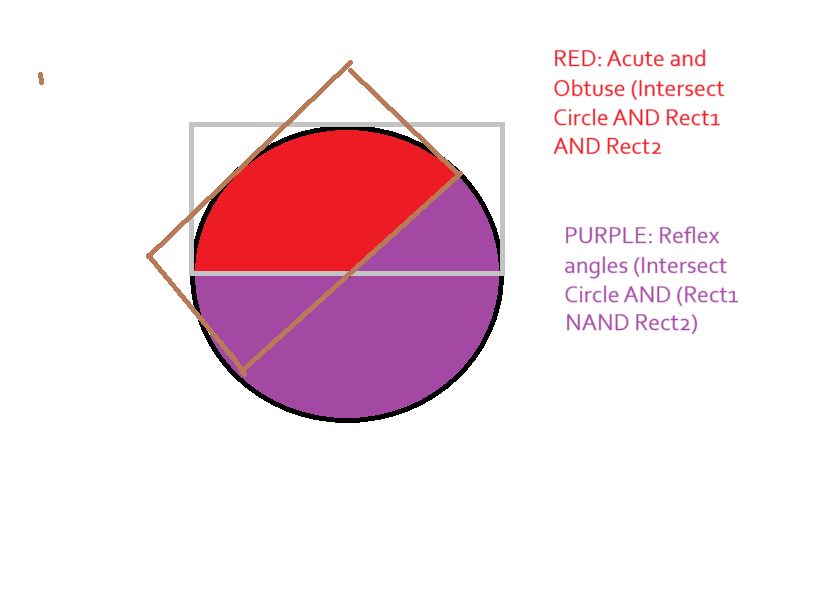 RED: Acute and
Obtuse (Intersect
Circle AND Rect1
AND Rect2
PURPLE: Reflex
angles (Intersect
Circle AND (Rect1
NAND Rect2)